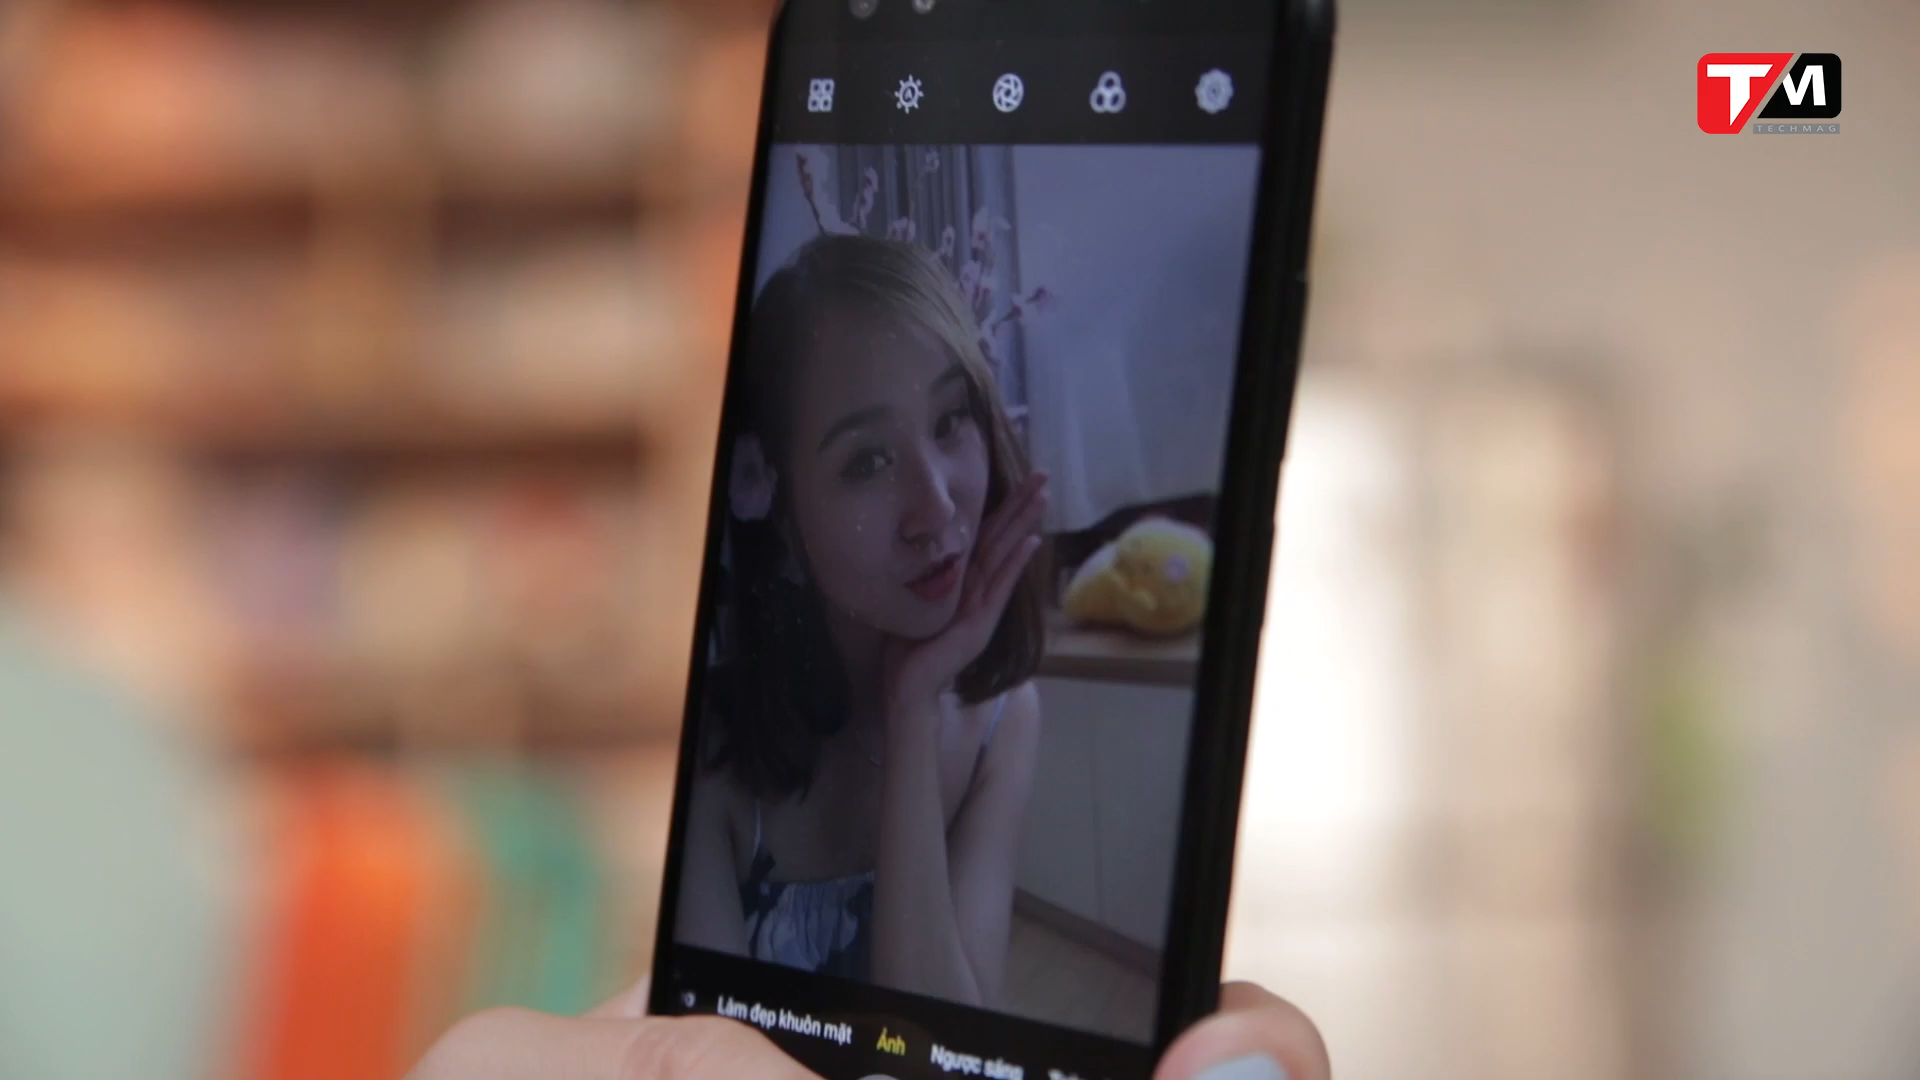 TM
TECHMAG
Làm đẹp khuôn mặt
Ảnh
Ngược sáng